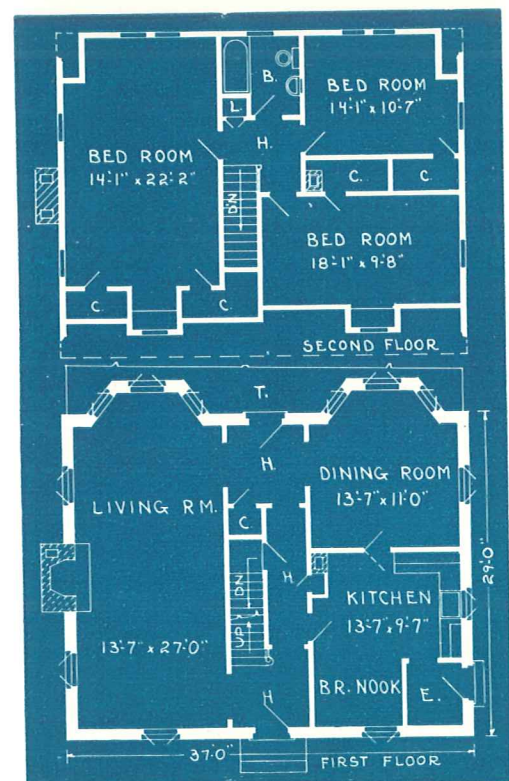 B.
BED ROOM
14'-1" x 10'-7"
L.
H.
BED ROOM
14'-1" x 22'-2"
DN
C.
C.
BED ROOM
18'-1" x 9'-8"
C.
C.
SECOND FLOOR
T.
H.
DINING ROOM
13'-7" x 11'-0"
LIVING RM.
C.
29'-0"
DN
H
KITCHEN
13'-7" x 9'-7"
UP
13'-7" x 27'-0"
BR. NOOK
E.
H
37'-0"
FIRST FLOOR